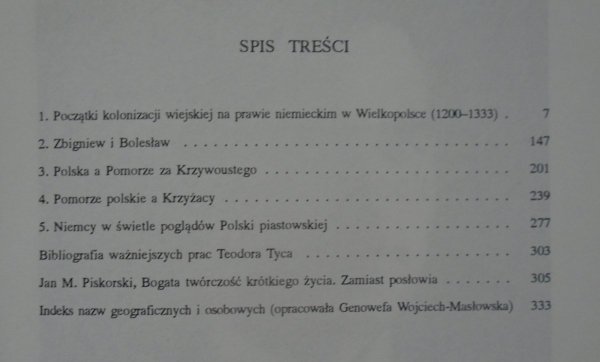 SPIS TREŚCI
1. Początki kolonizacji wiejskiej na prawie niemieckim w Wielkopolsce (1200–1333) . 7
2. Zbigniew i Bolesław . . . . . . . . . . . . . . . . . . . . . . . . . . . . . . . . . . 147
3. Polska a Pomorze za Krzywoustego . . . . . . . . . . . . . . . . . . . . . . . . . 201
4. Pomorze polskie a Krzyżacy . . . . . . . . . . . . . . . . . . . . . . . . . . . . . 239
5. Niemcy w świetle poglądów Polski piastowskiej . . . . . . . . . . . . . . . . . . 277
Bibliografia ważniejszych prac Teodora Tyca . . . . . . . . . . . . . . . . . . . . . 303
Jan M. Piskorski, Bogata twórczość krótkiego życia. Zamiast posłowia . . . . . . . 305
Indeks nazw geograficznych i osobowych (opracowała Genowefa Wojciech-Masłowska) 333